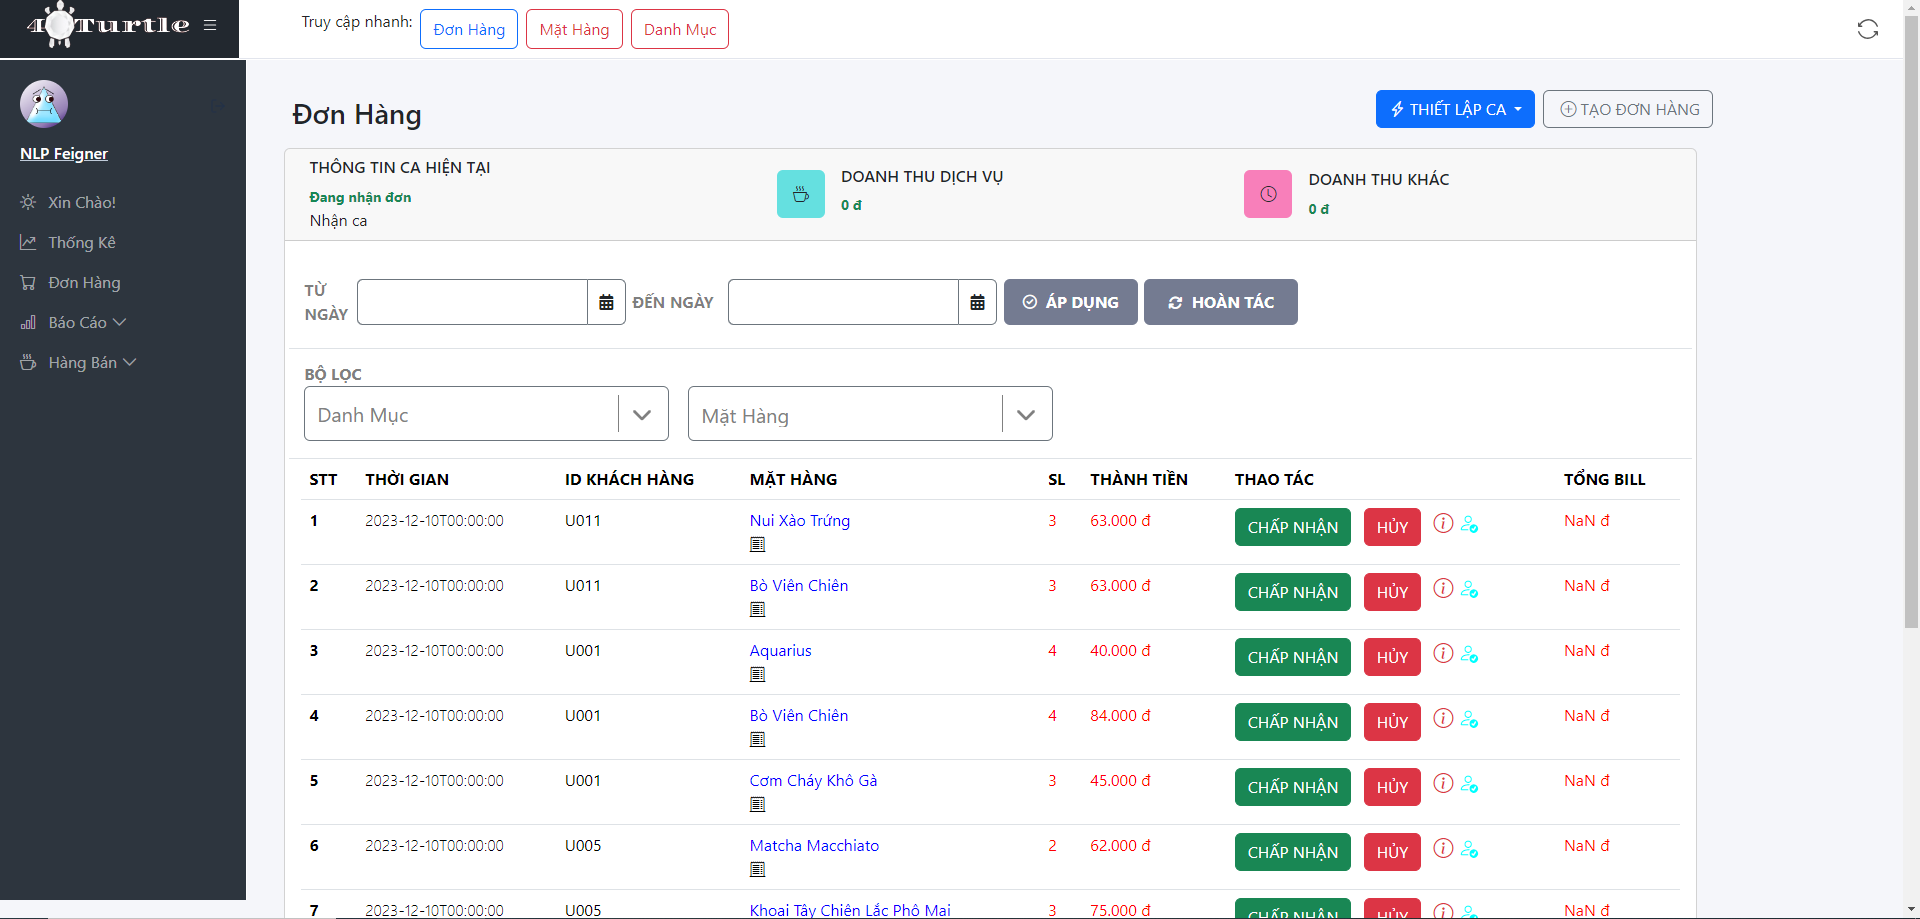 4 Turtle
Truy cập nhanh: Đơn Hàng Mặt Hàng Danh Mục
NLP Feigner
Xin Chào!
Thống Kê
Đơn Hàng
Báo Cáo
Hàng Bán
Đơn Hàng
THIẾT LẬP CA
TẠO ĐƠN HÀNG
THÔNG TIN CA HIỆN TẠI
Đang nhận đơn
Nhận ca
DOANH THU DỊCH VỤ
0 đ
DOANH THU KHÁC
0 đ
TỪ
NGÀY
ĐẾN NGÀY
ÁP DỤNG
HOÀN TÁC
BỘ LỌC
Danh Mục
Mặt Hàng
STT THỜI GIAN ID KHÁCH HÀNG MẶT HÀNG SL THÀNH TIỀN THAO TÁC TỔNG BILL
1 2023-12-10T00:00:00 U011 Nui Xào Trứng 3 63.000 đ CHẤP NHẬN HỦY NaN đ
2 2023-12-10T00:00:00 U011 Bò Viên Chiên 3 63.000 đ CHẤP NHẬN HỦY NaN đ
3 2023-12-10T00:00:00 U001 Aquarius 4 40.000 đ CHẤP NHẬN HỦY NaN đ
4 2023-12-10T00:00:00 U001 Bò Viên Chiên 4 84.000 đ CHẤP NHẬN HỦY NaN đ
5 2023-12-10T00:00:00 U001 Cơm Cháy Khô Gà 3 45.000 đ CHẤP NHẬN HỦY NaN đ
6 2023-12-10T00:00:00 U005 Matcha Macchiato 2 62.000 đ CHẤP NHẬN HỦY NaN đ
7 2023-12-10T00:00:00 U005 Khoai Tây Chiên Lắc Phô Mai 3 75.000 đ CHẤP NHẬN HỦY NaN đ